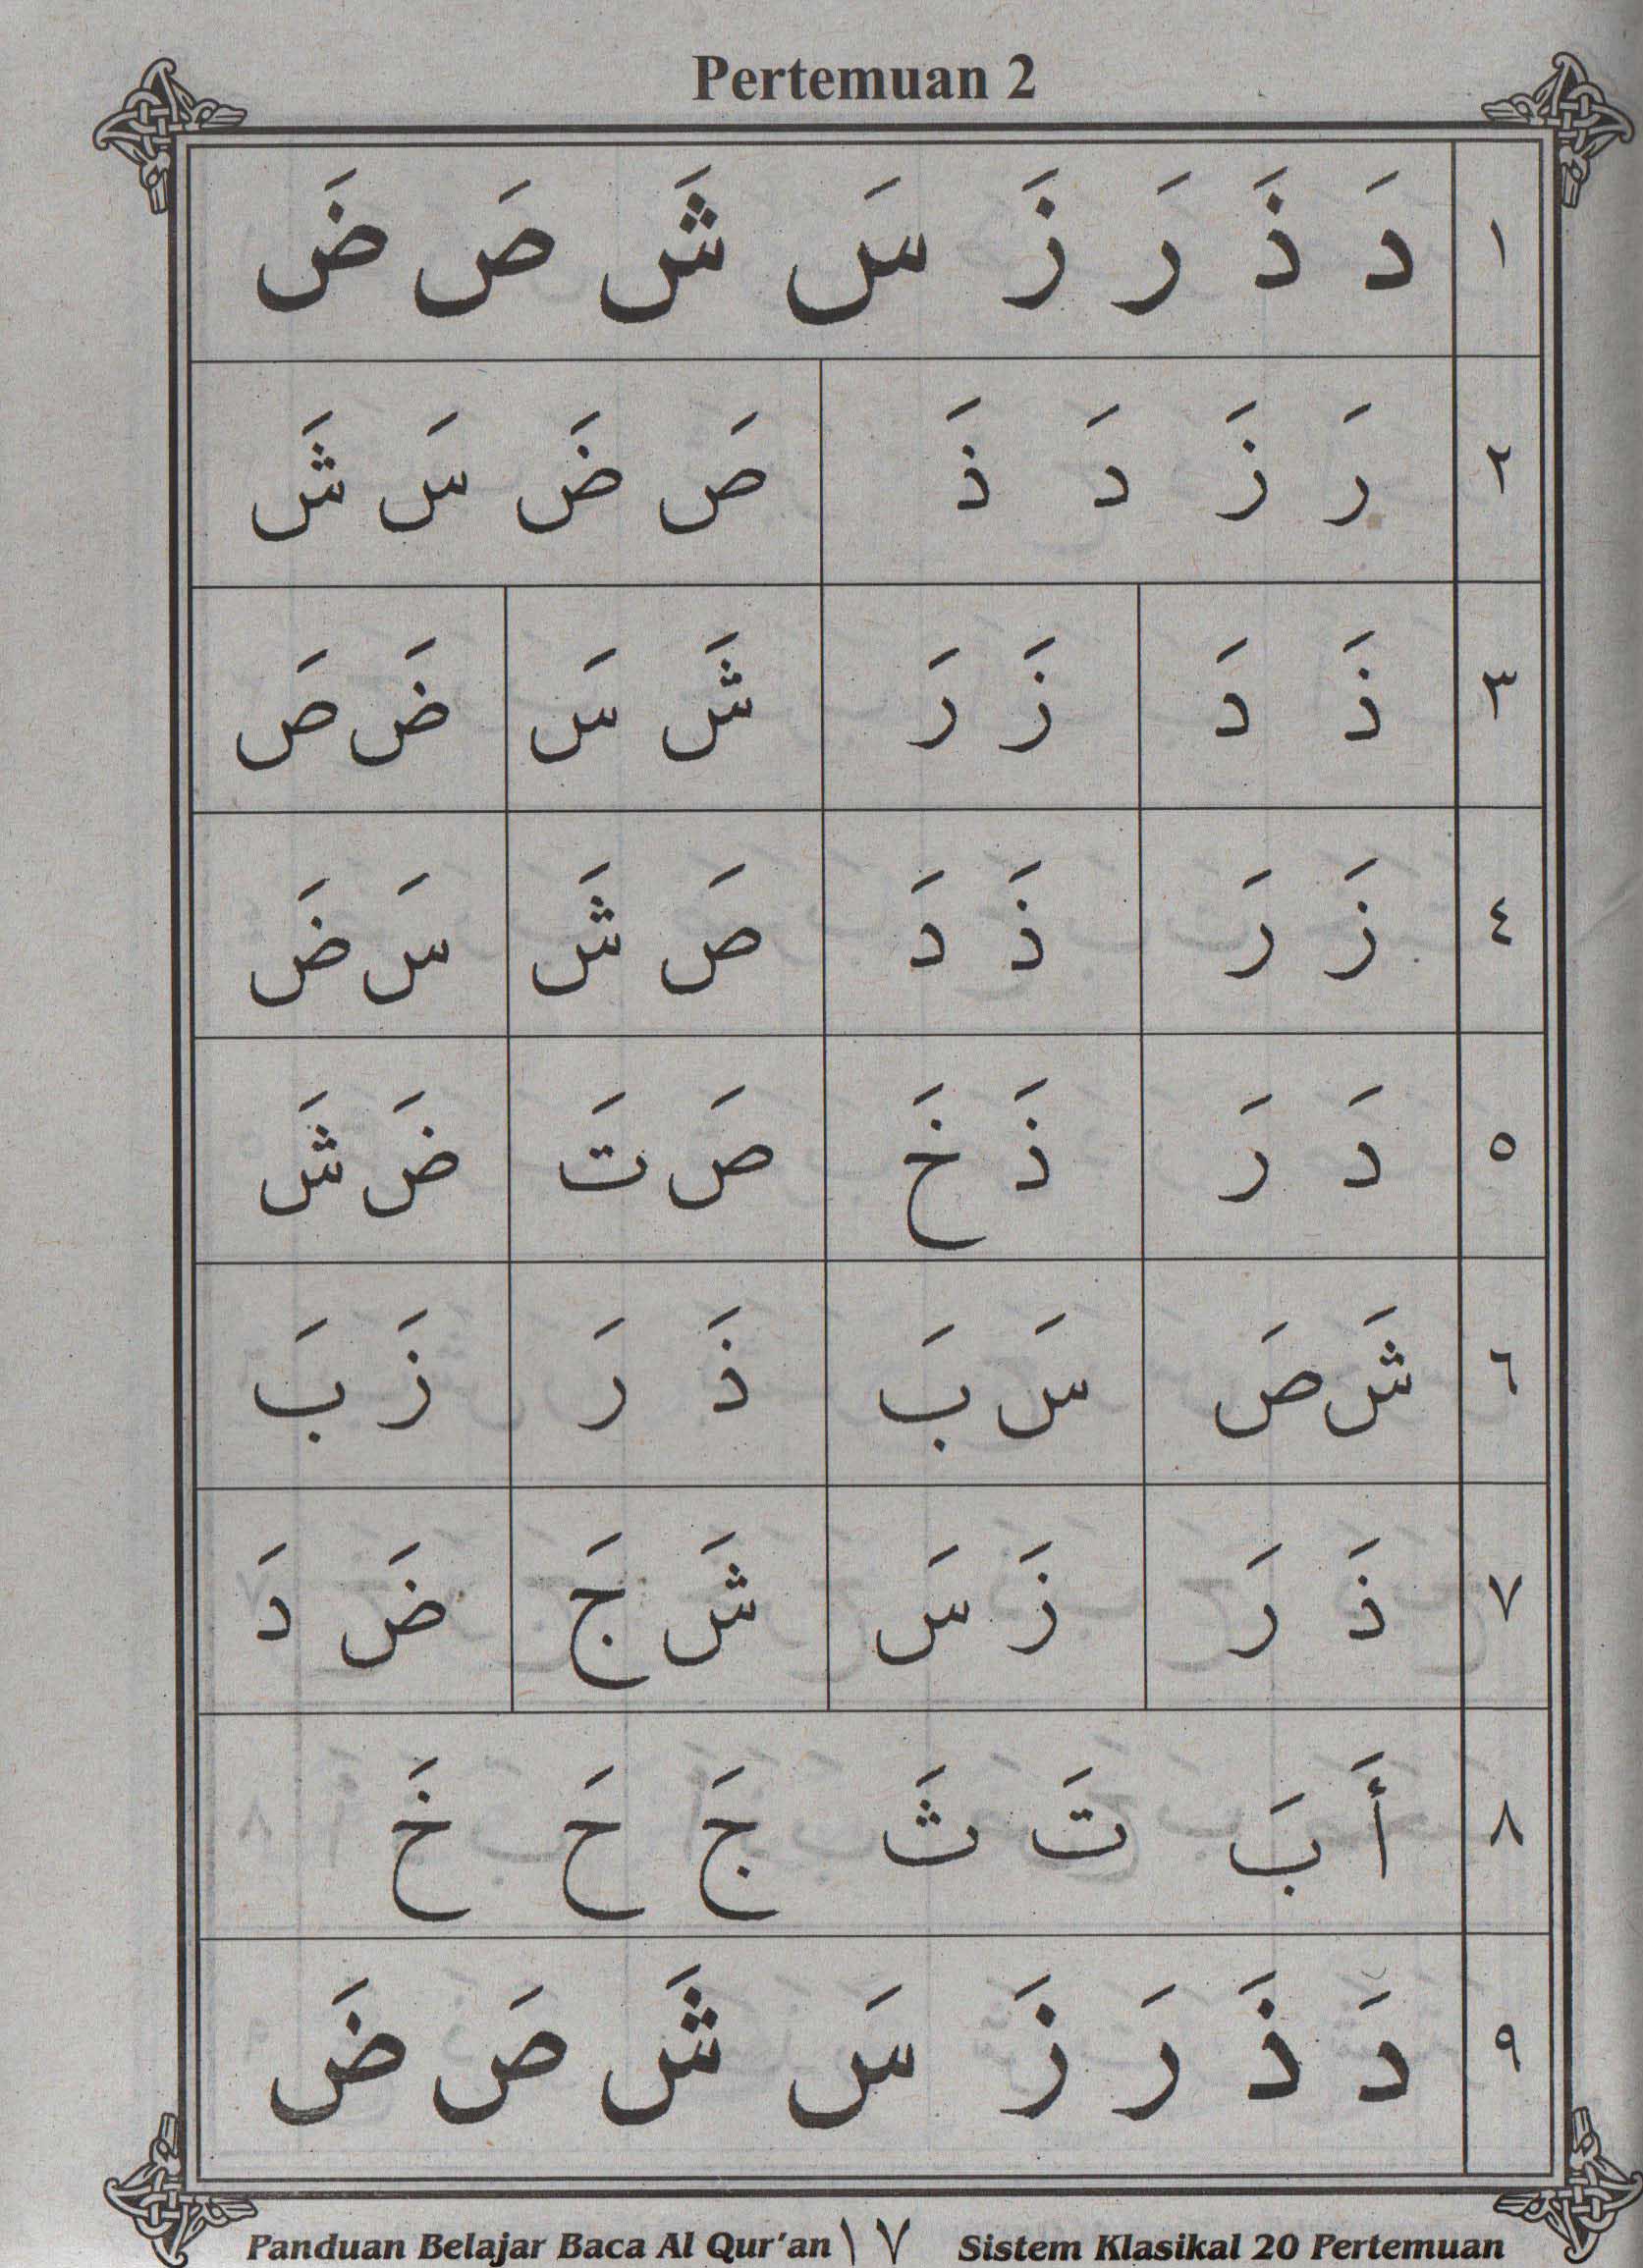 Pertemuan 2
١ دَ ذَ رَ زَ سَ شَ صَ ضَ
٢ رَ زَ دَ ذَ صَ ضَ سَ شَ
٣ ذَ دَ زَ رَ شَ سَ ضَ صَ
٤ زَ رَ ذَ دَ صَ شَ سَ ضَ
٥ دَ رَ ذَ خَ صَ تَ ضَ شَ
٦ شَ صَ سَ بَ ذَ رَ زَ بَ
٧ ذَ رَ زَ سَ شَ جَ ضَ دَ
٨ أَ بَ تَ ثَ جَ حَ خَ
٩ دَ ذَ رَ زَ سَ شَ صَ ضَ
Panduan Belajar Baca Al Qur'an ١٧ Sistem Klasikal 20 Pertemuan